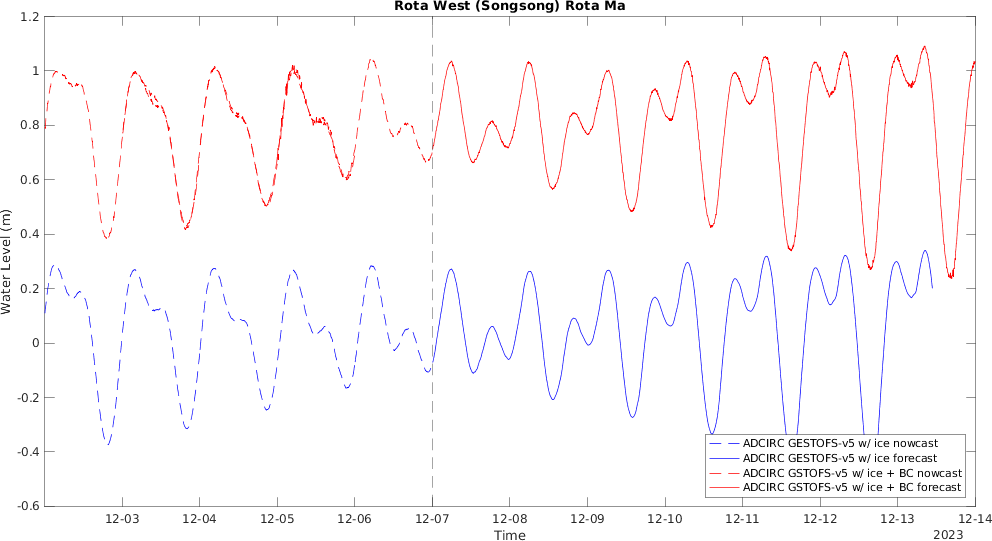 Rota West (Songsong) Rota Ma
1.2
1
0.8
0.6
0.4
0.2
0
-0.2
-0.4
-0.6
Water Level (m)
ADCIRC GESTOFS-v5 w/ ice nowcast
ADCIRC GESTOFS-v5 w/ ice forecast
ADCIRC GSTOFS-v5 w/ ice + BC nowcast
ADCIRC GSTOFS-v5 w/ ice + BC forecast
12-03 12-04 12-05 12-06 12-07 12-08 12-09 12-10 12-11 12-12 12-13 12-14
Time
2023